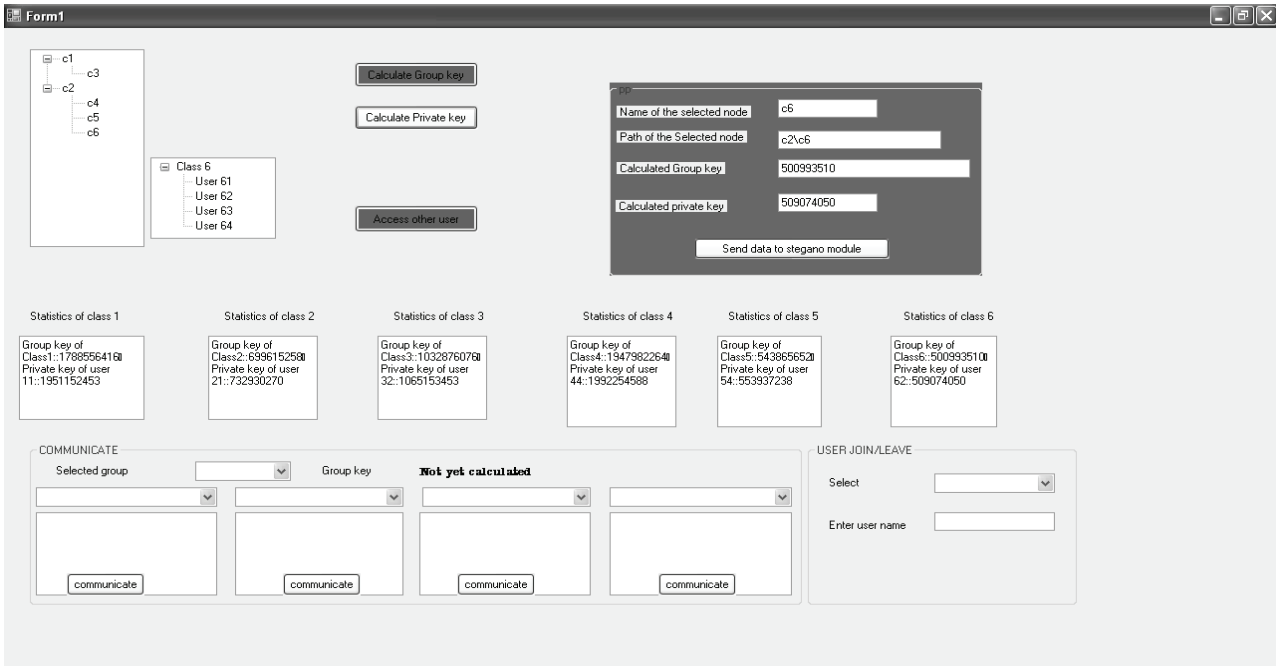 Form1
c1
c3
c2
c4
c5
c6
Class 6
User 61
User 62
User 63
User 64
Calculate Group key
Calculate Private key
Access other user
pp
Name of the selected node
c6
Path of the Selected node
c2\c6
Calculated Group key
500993510
Calculated private key
509074050
Send data to stegano module
Statistics of class 1
Statistics of class 2
Statistics of class 3
Statistics of class 4
Statistics of class 5
Statistics of class 6
Group key of
Class1::1788556416
Private key of user
11::1951152453
Group key of
Class2::699615258
Private key of user
21::732930270
Group key of
Class3::1032876076
Private key of user
32::1065153453
Group key of
Class4::1947982264
Private key of user
44::1992254588
Group key of
Class5::543865652
Private key of user
54::553937238
Group key of
Class6::500993510
Private key of user
62::509074050
COMMUNICATE
Selected group
Group key
Not yet calculated
communicate
communicate
communicate
communicate
USER JOIN/LEAVE
Select
Enter user name